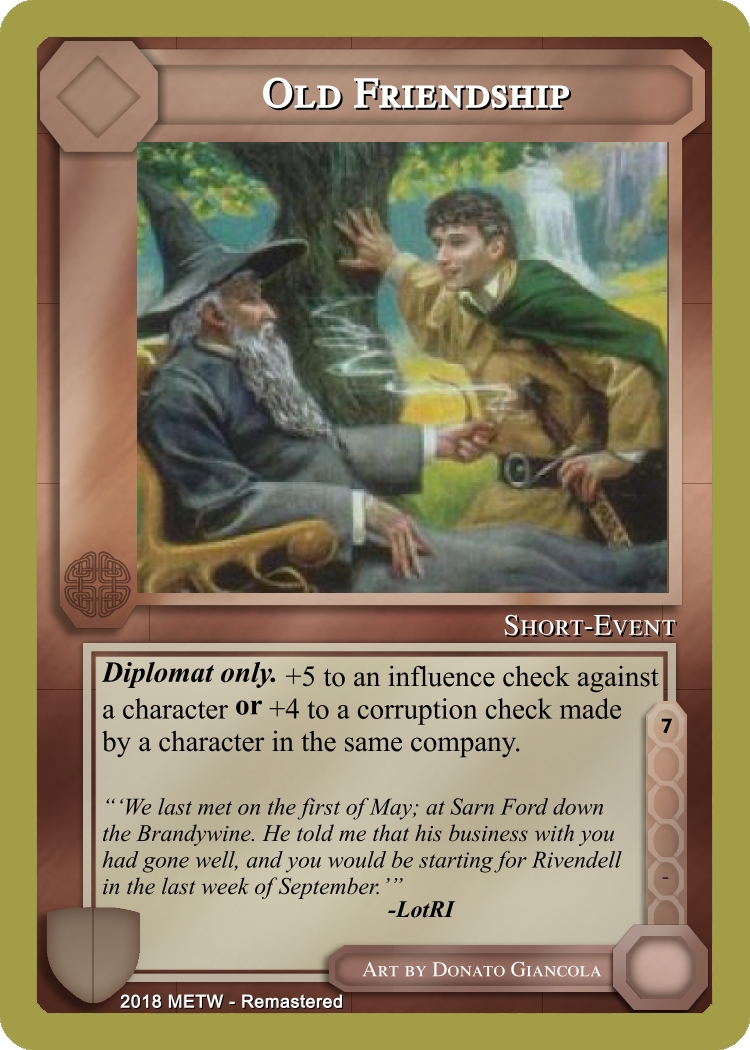 Old Friendship
Short-Event
Diplomat only. +5 to an influence check against
a character or +4 to a corruption check made
by a character in the same company.
7
“‘We last met on the first of May; at Sarn Ford down
the Brandywine. He told me that his business with you
had gone well, and you would be starting for Rivendell
in the last week of September.’”
-
-LotRI
Art by Donato Giancola
2018 METW - Remastered